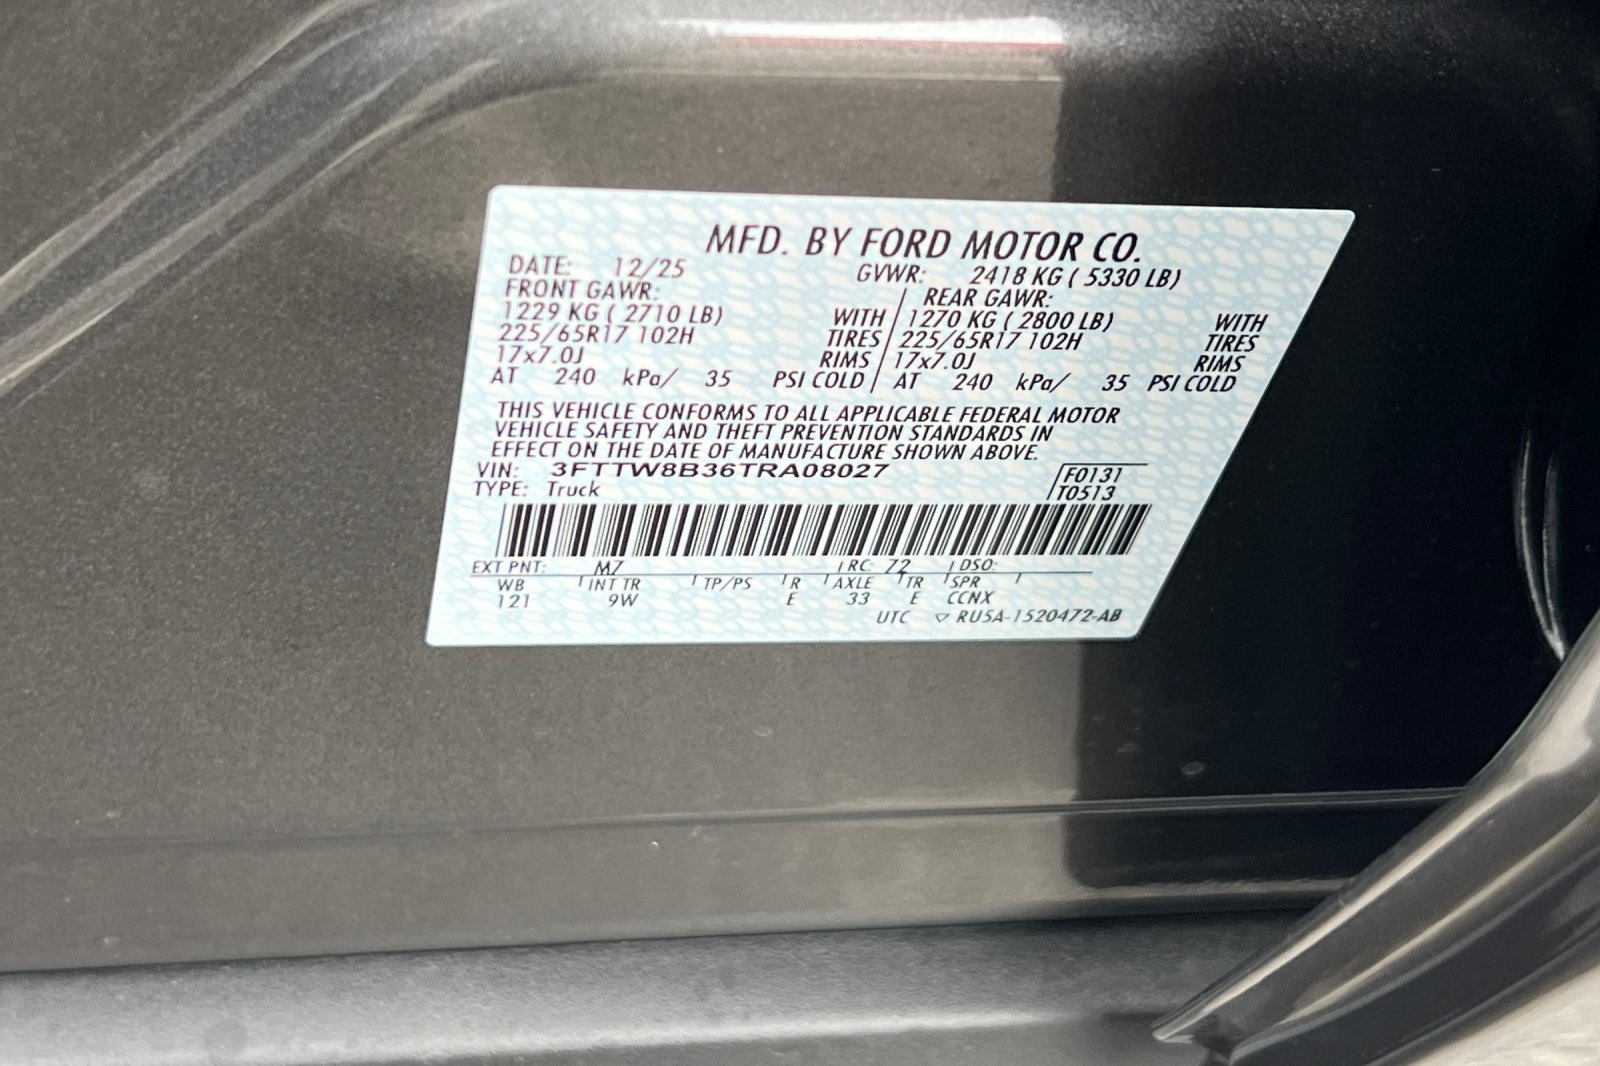 MFD. BY FORD MOTOR CO.
DATE: 12/25 GVWR: 2418 KG ( 5330 LB)
FRONT GAWR: REAR GAWR:
1229 KG ( 2710 LB) WITH 1270 KG ( 2800 LB) WITH
225/65R17 102H TIRES 225/65R17 102H TIRES
17x7.0J RIMS 17x7.0J RIMS
AT 240 kPa/ 35 PSI COLD AT 240 kPa/ 35 PSI COLD
THIS VEHICLE CONFORMS TO ALL APPLICABLE FEDERAL MOTOR
VEHICLE SAFETY AND THEFT PREVENTION STANDARDS IN
EFFECT ON THE DATE OF MANUFACTURE SHOWN ABOVE.
VIN: 3FTTW8B36TRA08027 F0131
TYPE: Truck T0513
EXT PNT: M7 RC: 72 DSO:
WB INT TR TP/PS R AXLE TR SPR
121 9W E 33 E CCNX
UTC ▽ RU5A-1520472-AB